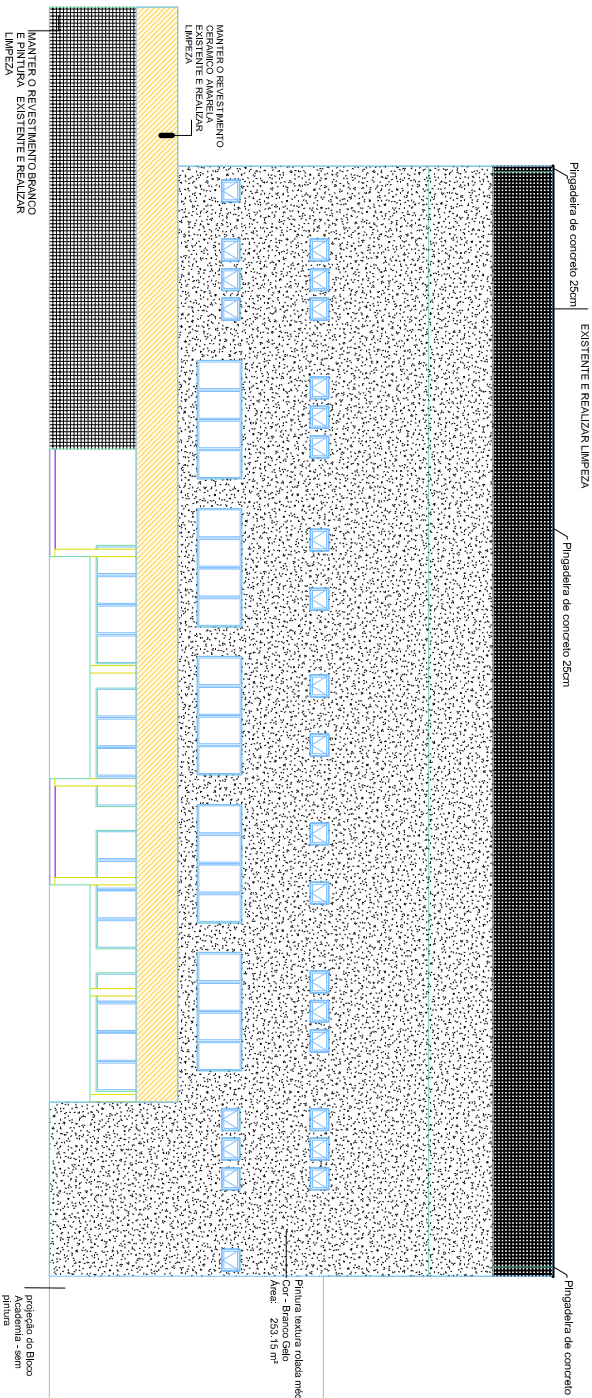 Pingadeira de concreto 25cm
EXISTENTE E REALIZAR LIMPEZA
Pingadeira de concreto 25cm
Pingadeira de concreto
MANTER O REVESTIMENTO
CERAMICO AMARELA
EXISTENTE E REALIZAR
LIMPEZA
MANTER O REVESTIMENTO BRANCO
E PINTURA EXISTENTE E REALIZAR
LIMPEZA
Pintura textura rolada méd
Cor - Branco Gelo
Área: 253.15 m²
projeção do Bloco
Academia - sem
pintura